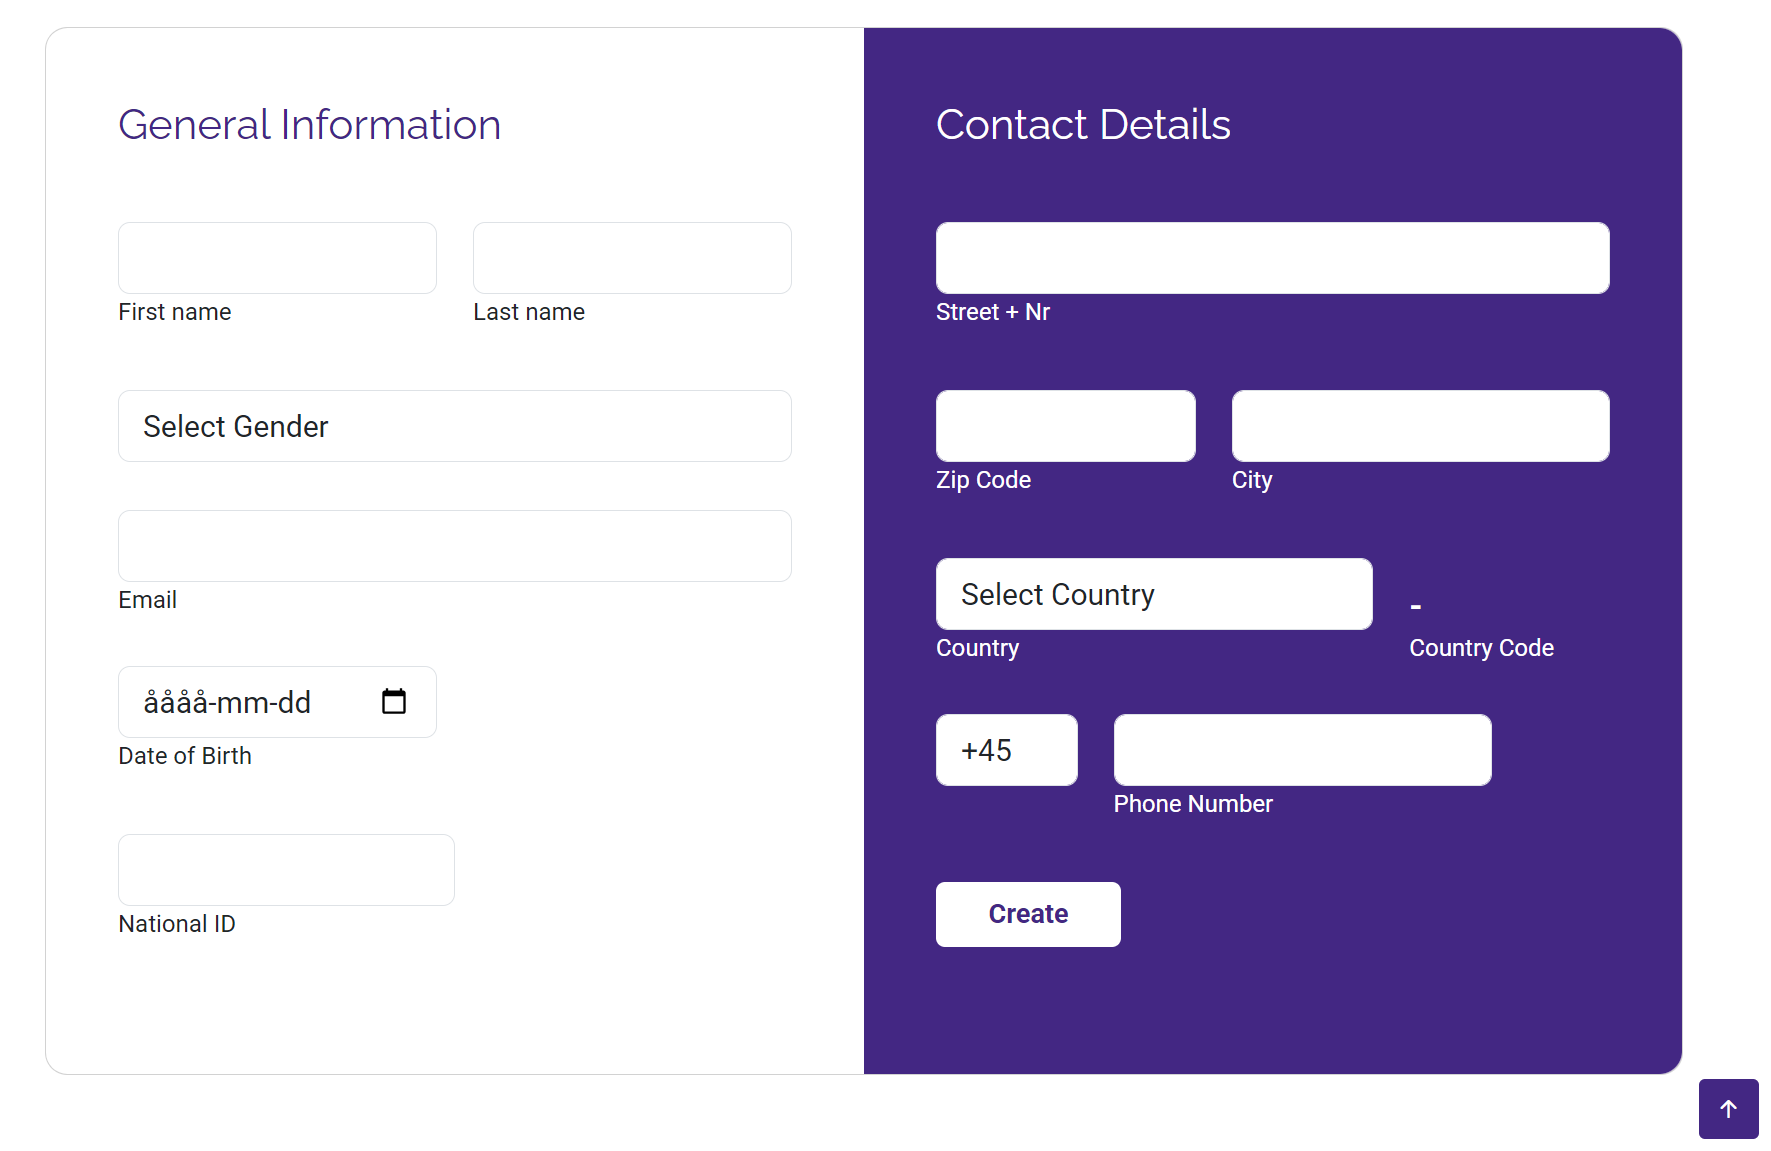 General Information
First name
Last name
Select Gender
Email
åååå-mm-dd
Date of Birth
National ID
Contact Details
Street + Nr
Zip Code
City
Select Country
Country
-
Country Code
+45
Phone Number
Create